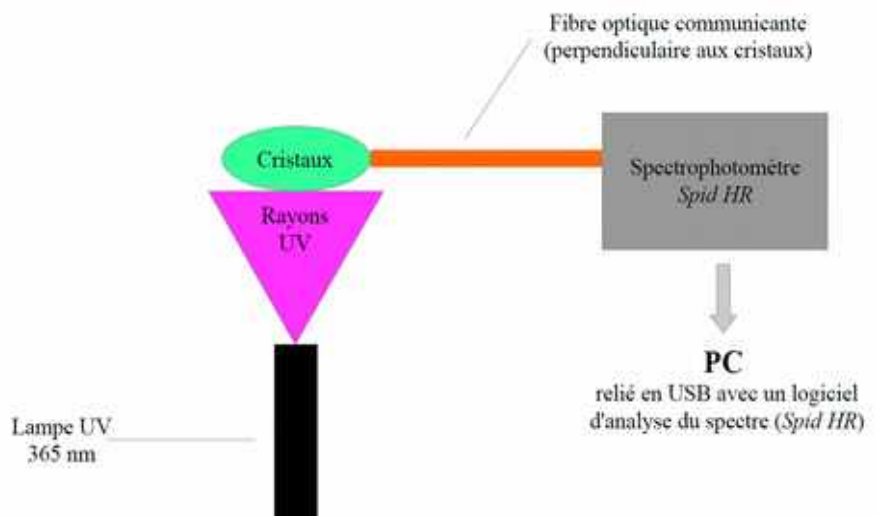 Fibre optique communicante
(perpendiculaire aux cristaux)
Cristaux
Spectrophotomètre
Spid HR
Rayons
UV
PC
relié en USB avec un logiciel
d'analyse du spectre (Spid HR)
Lampe UV
365 nm